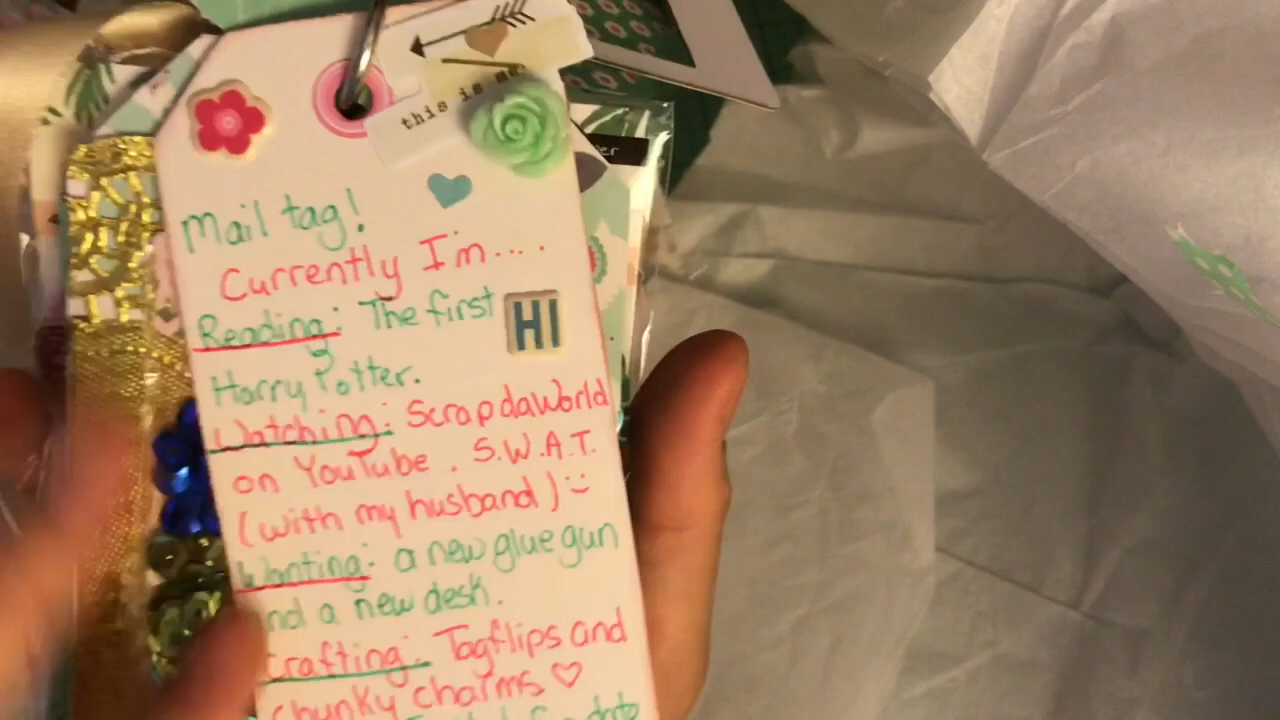 this is me
Mail tag!
Currently I'm....
Reading: The first
HI
Harry Potter.
Watching: ScrapdaWorld
on YouTube. S.W.A.T.
(with my husband) :)
Wanting: a new glue gun
and a new desk.
Crafting: Tagflips and
chunky charms ♡